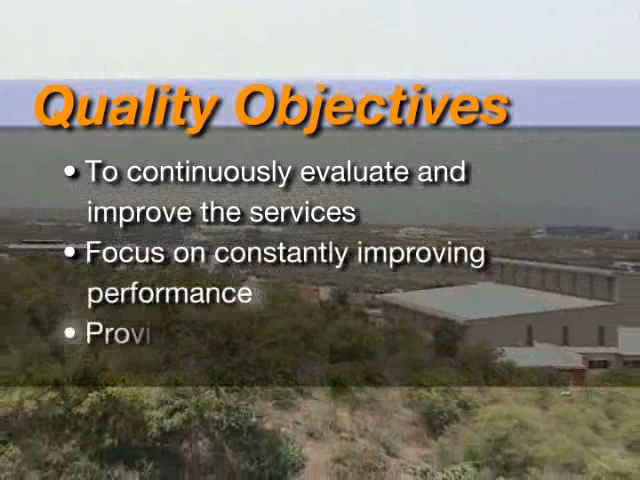 Quality Objectives
• To continuously evaluate and
improve the services
• Focus on constantly improving
performance
• Provi